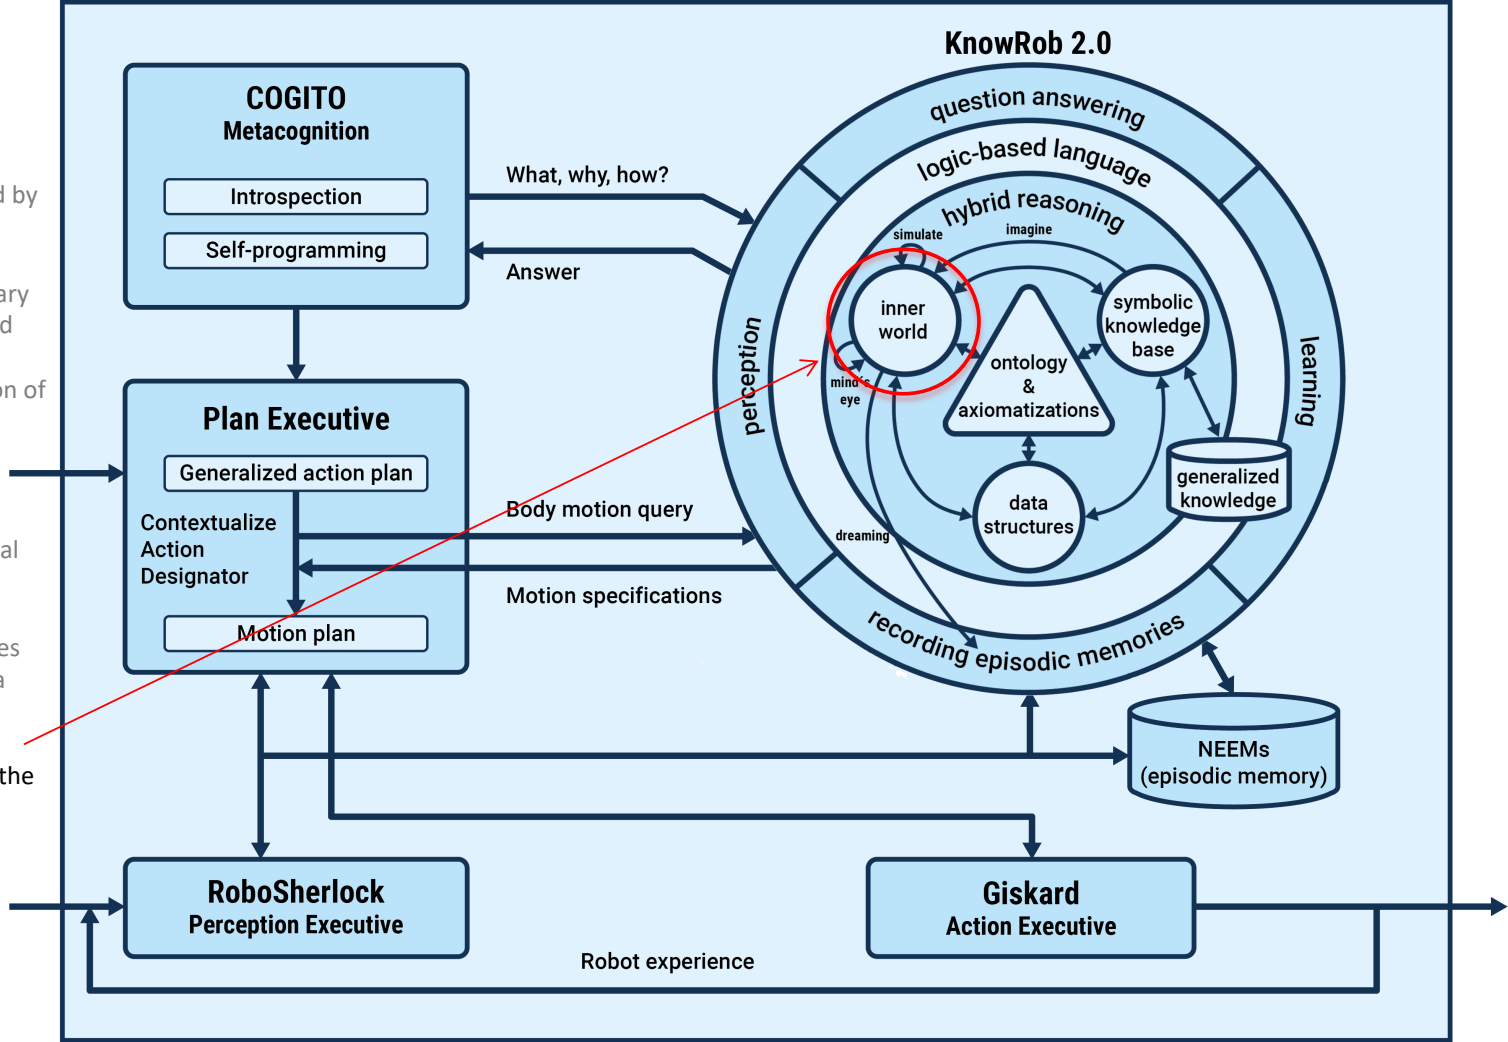 KnowRob 2.0
COGITO
Metacognition
Introspection
Self-programming
What, why, how?
Answer
question answering
logic-based language
hybrid reasoning
simulate
imagine
inner
world
symbolic
knowledge
base
ontology
&
axiomatizations
mind's
eye
perception
learning
data
structures
generalized
knowledge
dreaming
recording episodic memories
Plan Executive
Generalized action plan
Contextualize
Action
Designator
Motion plan
Body motion query
Motion specifications
NEEMs
(episodic memory)
RoboSherlock
Perception Executive
Giskard
Action Executive
Robot experience
by
on of
the